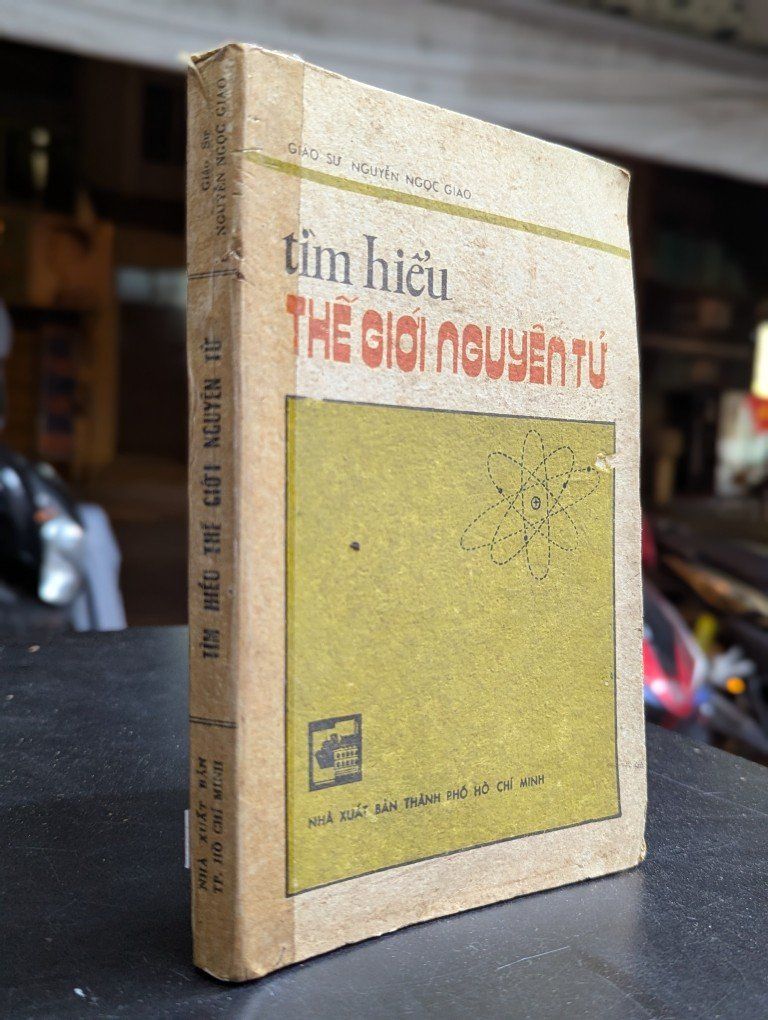 Giáo Sư
NGUYỄN NGỌC GIAO
TÌM HIỂU THẾ GIỚI NGUYÊN TỬ
NHÀ XUẤT BẢN
TP. HỒ CHÍ MINH
GIÁO SƯ NGUYỄN NGỌC GIAO
tìm hiểu
THẾ GIỚI NGUYÊN TỬ
NHÀ XUẤT BẢN THÀNH PHỐ HỒ CHÍ MINH